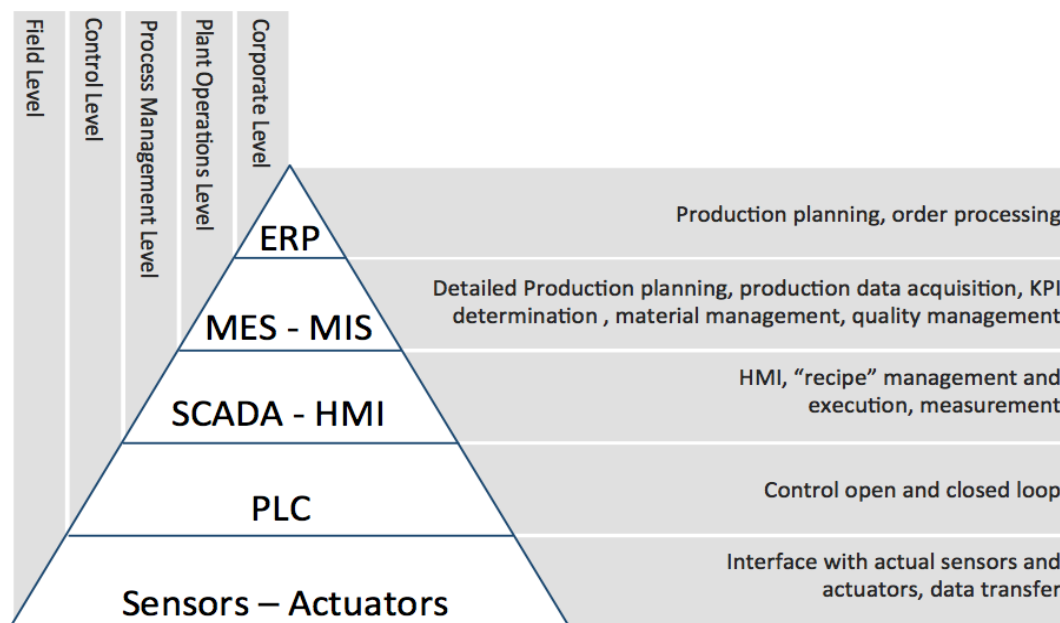 Field Level
Control Level
Process Management Level
Plant Operations Level
Corporate Level
ERP
Production planning, order processing
MES - MIS
Detailed Production planning, production data acquisition, KPI
determination , material management, quality management
SCADA - HMI
HMI, “recipe” management and
execution, measurement
PLC
Control open and closed loop
Sensors – Actuators
Interface with actual sensors and
actuators, data transfer